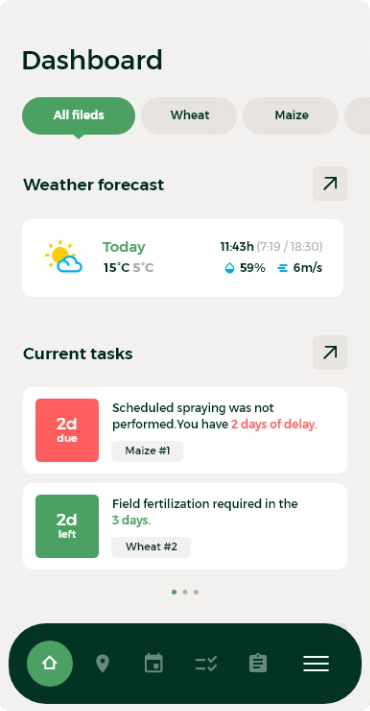 Dashboard
All fileds
Wheat
Maize
Weather forecast
Today
11:43h (7:19 / 18:30)
15°C 5°C
59%
6m/s
Current tasks
2d
due
Scheduled spraying was not
performed.You have 2 days of delay.
Maize #1
2d
left
Field fertilization required in the
3 days.
Wheat #2